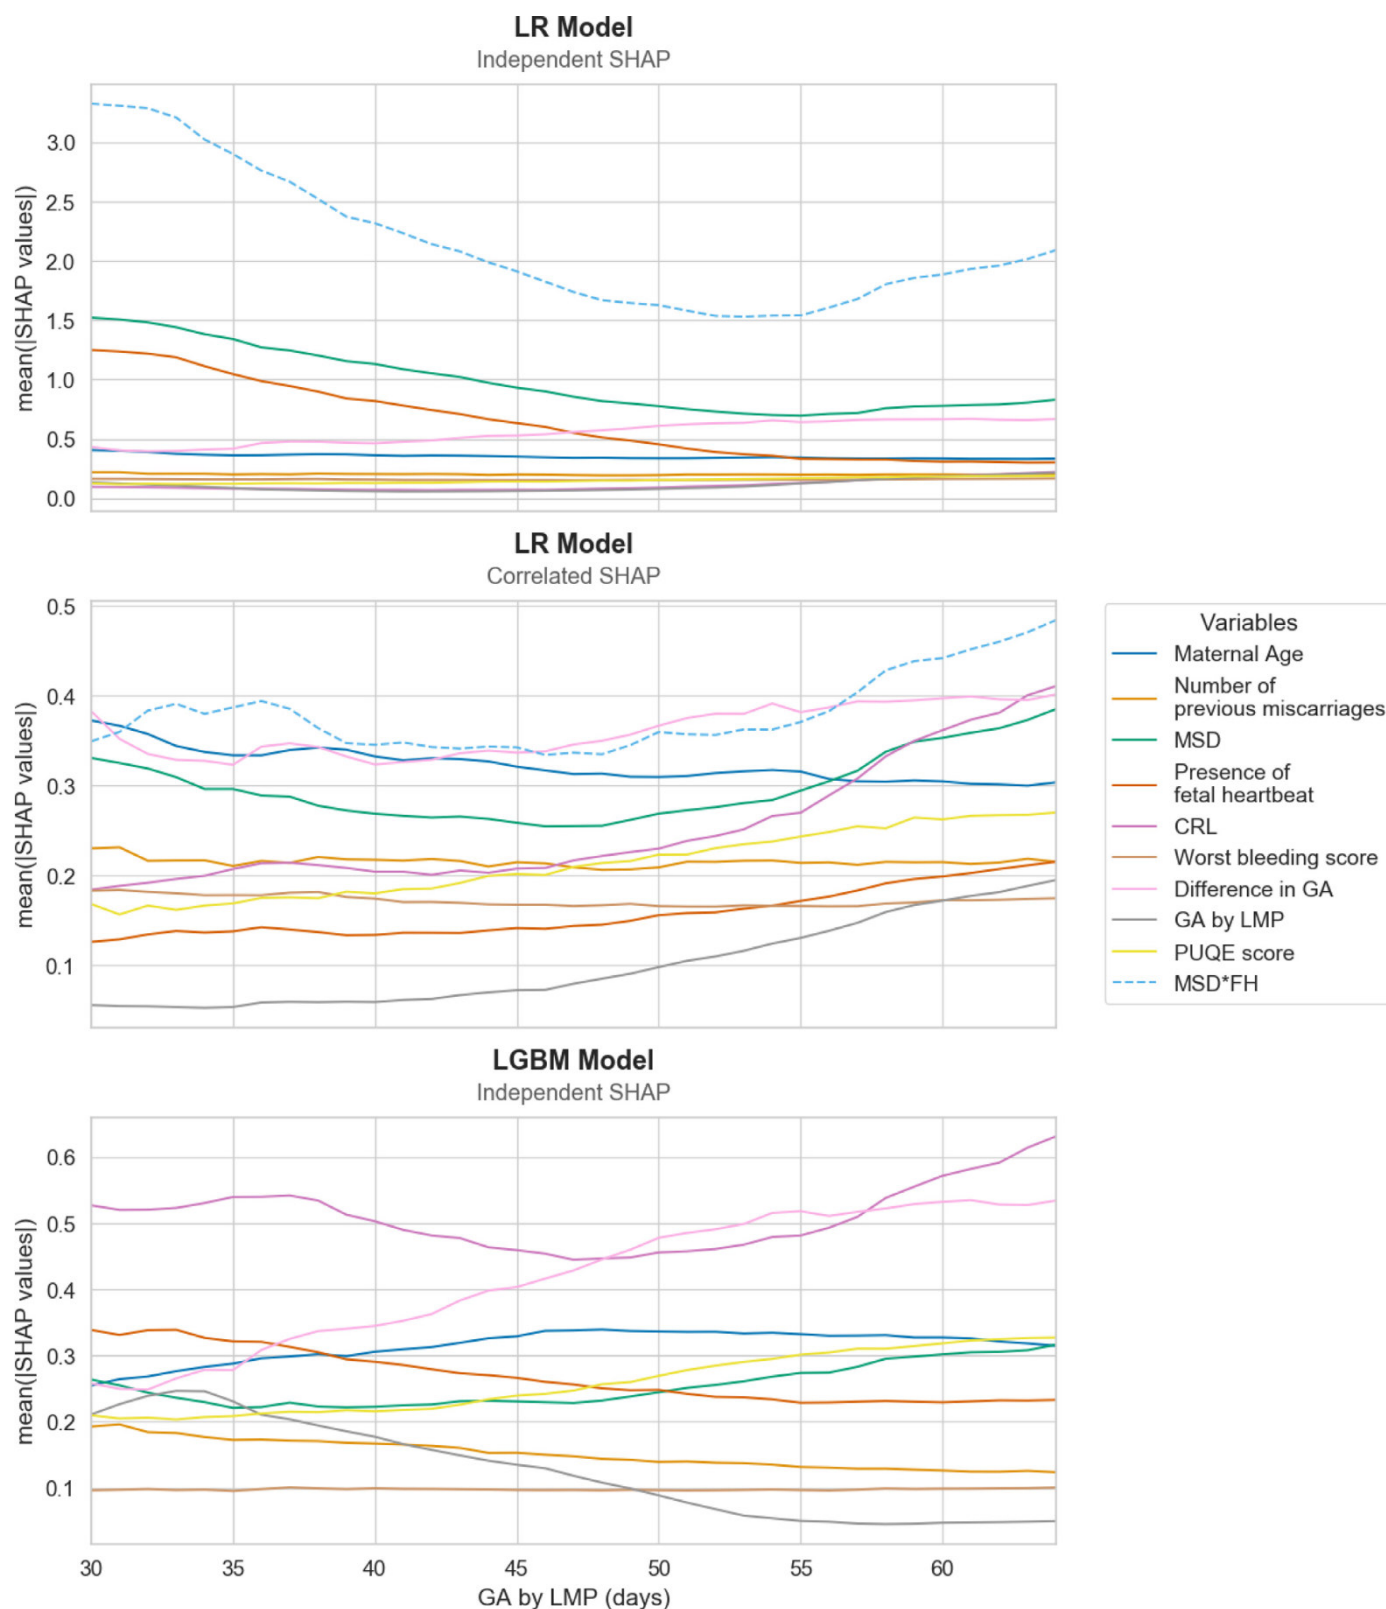 LR Model
Independent SHAP
mean(|SHAP values|)
3.0
2.5
2.0
1.5
1.0
0.5
0.0
LR Model
Correlated SHAP
mean(|SHAP values|)
0.5
0.4
0.3
0.2
0.1
Variables
Maternal Age
Number of
previous miscarriages
MSD
Presence of
fetal heartbeat
CRL
Worst bleeding score
Difference in GA
GA by LMP
PUQE score
MSD*FH
LGBM Model
Independent SHAP
mean(|SHAP values|)
0.6
0.5
0.4
0.3
0.2
0.1
30 35 40 45 50 55 60
GA by LMP (days)